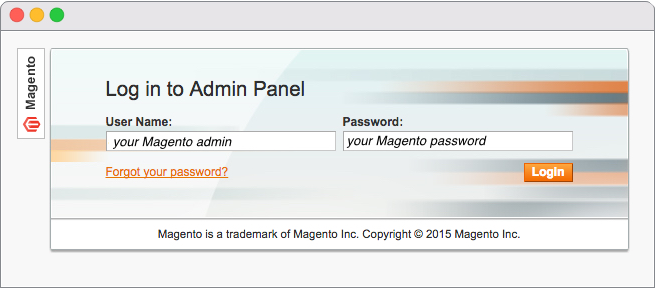 Magento
Log in to Admin Panel
User Name: Password:
your Magento admin your Magento password
Forgot your password? Login
Magento is a trademark of Magento Inc. Copyright © 2015 Magento Inc.